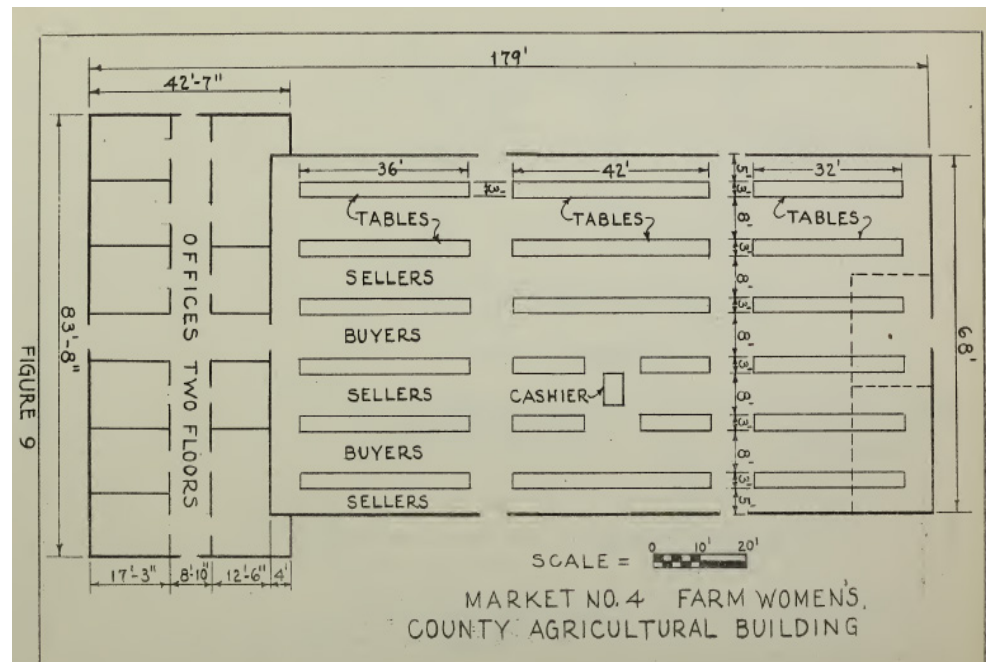 179'
42'-7"
36'
42'
32'
3'
5'
3'
8'
3'
8'
3'
8'
3'
8'
3'
8'
3'
5'
TABLES
TABLES
TABLES
SELLERS
BUYERS
SELLERS
CASHIER
BUYERS
SELLERS
OFFICES TWO FLOORS
83'-8"
68'
FIGURE 9
17'-3" 8'-10" 12'-6" 4'
SCALE = 0 10' 20'
MARKET NO. 4 FARM WOMEN'S,
COUNTY AGRICULTURAL BUILDING